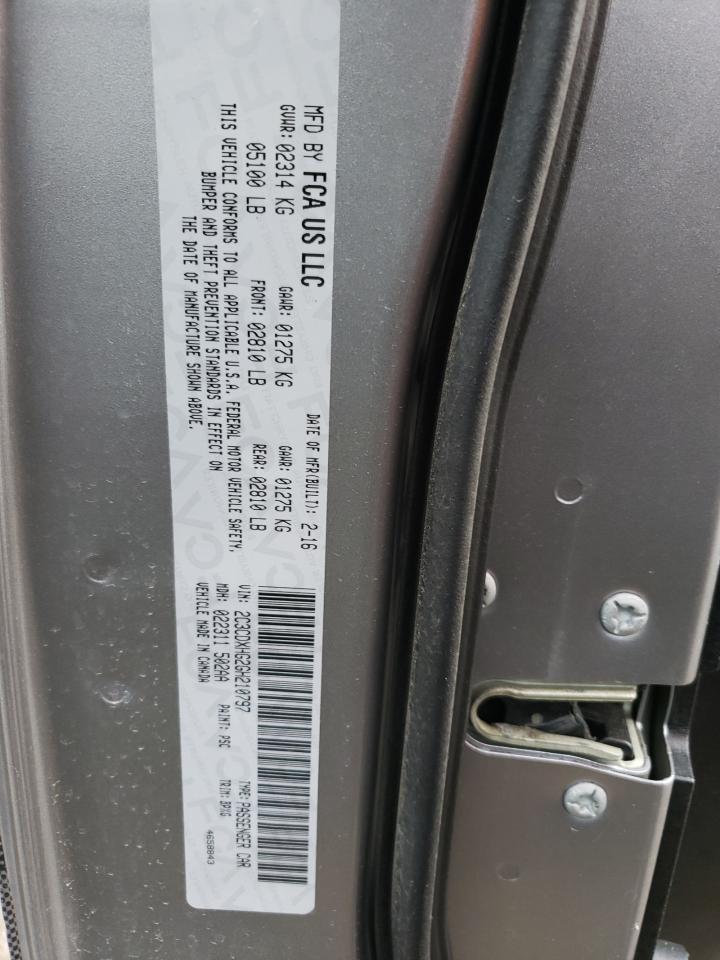 MFD BY FCA US LLC
DATE OF MFR(BUILT): 2-16
GVWR: 02314 KG
GAWR: 01275 KG
GAWR: 01275 KG
05100 LB
FRONT: 02810 LB
REAR: 02810 LB
THIS VEHICLE CONFORMS TO ALL APPLICABLE U.S.A. FEDERAL MOTOR VEHICLE SAFETY,
BUMPER AND THEFT PREVENTION STANDARDS IN EFFECT ON
THE DATE OF MANUFACTURE SHOWN ABOVE.
VIN: 2C3CDXHG2GH210797
TYPE: PASSENGER CAR
MDH: 022311 502AA
PAINT: PSC
TRIM: BPJG
VEHICLE MADE IN CANADA
4658843